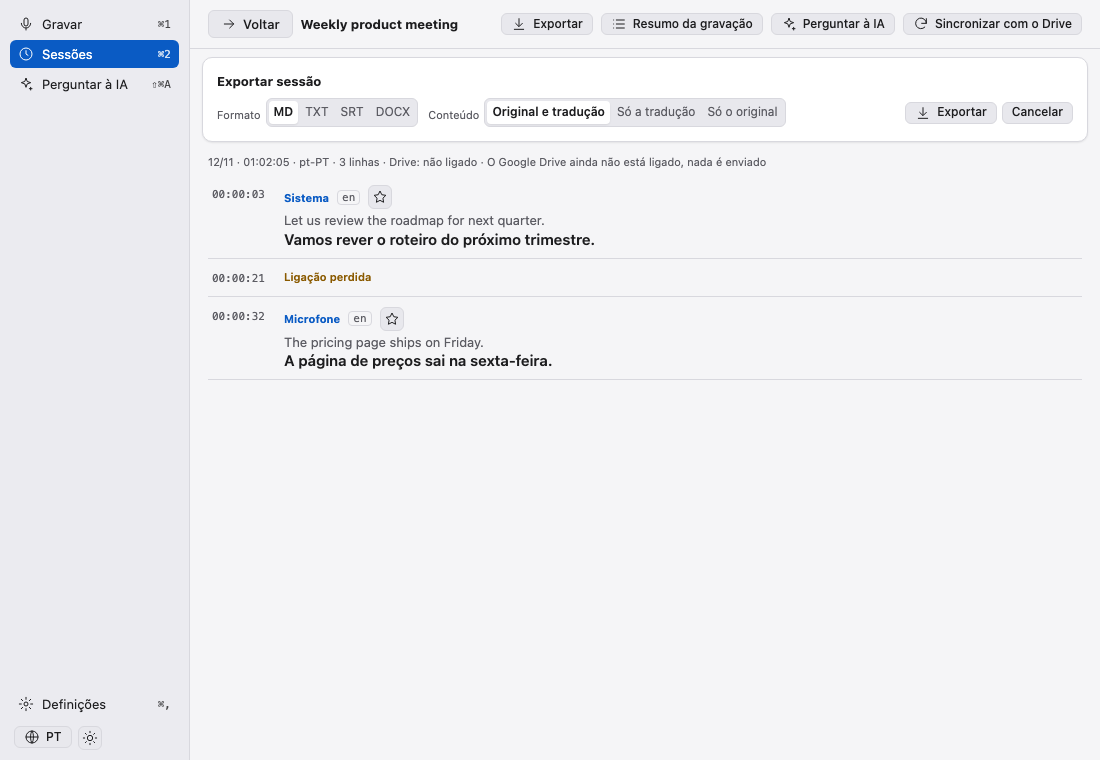 Gravar ⌘1
Sessões ⌘2
Perguntar à IA ⇧⌘A
Definições ⌘,
PT
Voltar Weekly product meeting Exportar Resumo da gravação Perguntar à IA Sincronizar com o Drive
Exportar sessão
Formato MD TXT SRT DOCX Conteúdo Original e tradução Só a tradução Só o original Exportar Cancelar
12/11 · 01:02:05 · pt-PT · 3 linhas · Drive: não ligado · O Google Drive ainda não está ligado, nada é enviado
00:00:03 Sistema en
Let us review the roadmap for next quarter.
Vamos rever o roteiro do próximo trimestre.
00:00:21 Ligação perdida
00:00:32 Microfone en
The pricing page ships on Friday.
A página de preços sai na sexta-feira.